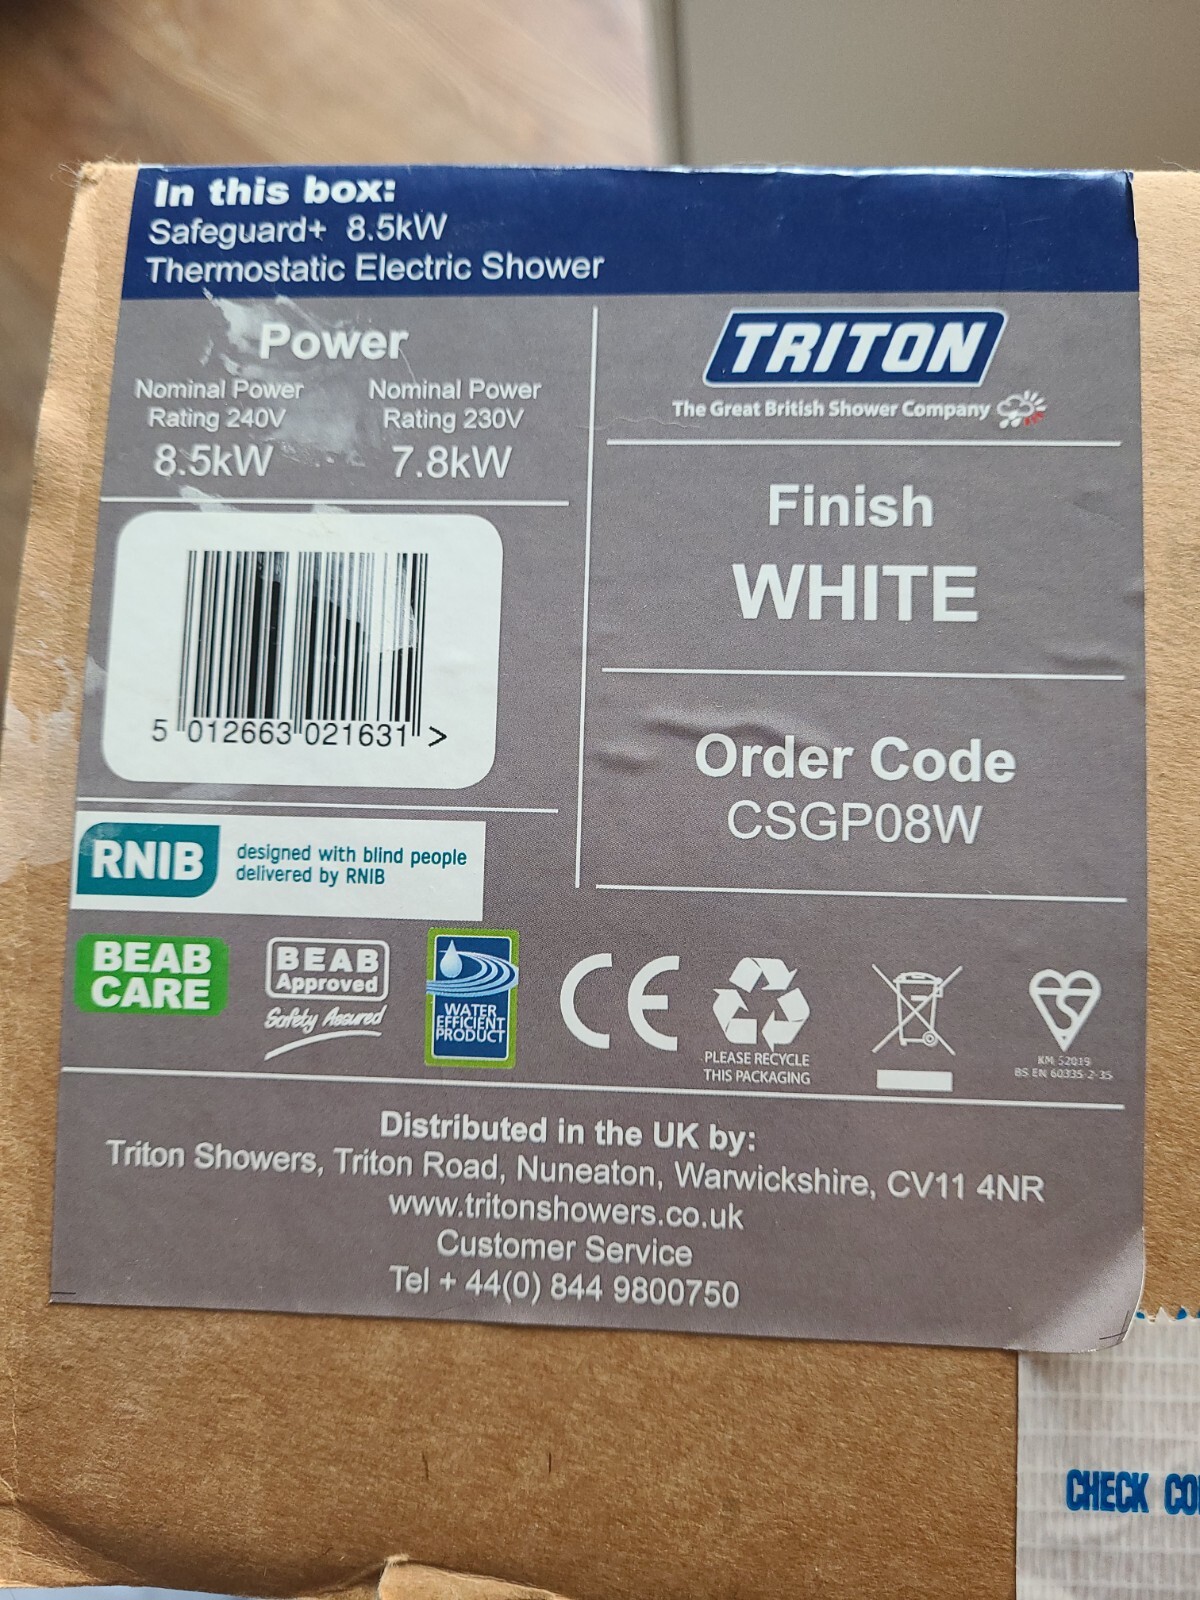 In this box:
Safeguard+ 8.5kW
Thermostatic Electric Shower
Power
Nominal Power
Rating 240V
8.5kW
Nominal Power
Rating 230V
7.8kW
5 012663 021631 >
RNIB
designed with blind people
delivered by RNIB
TRITON
The Great British Shower Company
Finish
WHITE
Order Code
CSGP08W
BEAB
CARE
BEAB
Approved
Safety Assured
WATER
EFFICIENT
PRODUCT
CE
PLEASE RECYCLE
THIS PACKAGING
KM 52019
BS EN 60335-2-35
Distributed in the UK by:
Triton Showers, Triton Road, Nuneaton, Warwickshire, CV11 4NR
www.tritonshowers.co.uk
Customer Service
Tel + 44(0) 844 9800750
CHECK